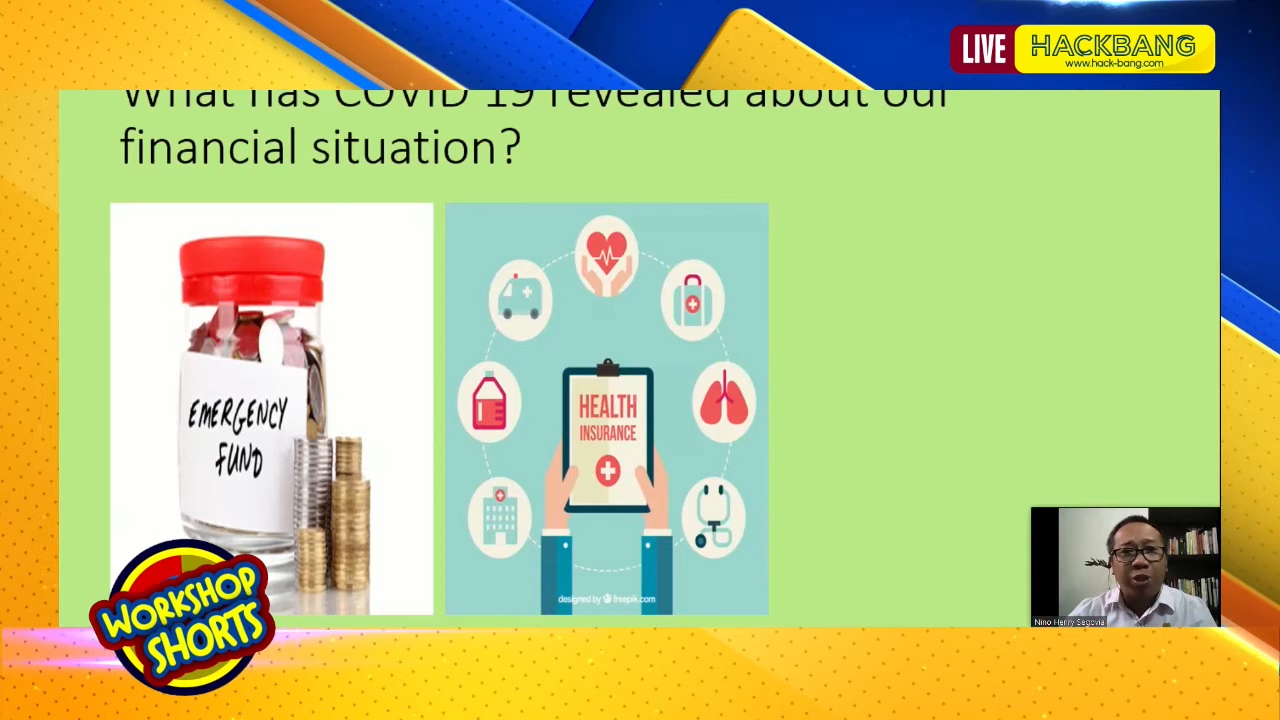 LIVE
HACKBANG
www.hack-bang.com
What has COVID 19 revealed about our
financial situation?
EMERGENCY
FUND
HEALTH
INSURANCE
designed by freepik.com
WORKSHOP
SHORTS
Nino Henry Segovia